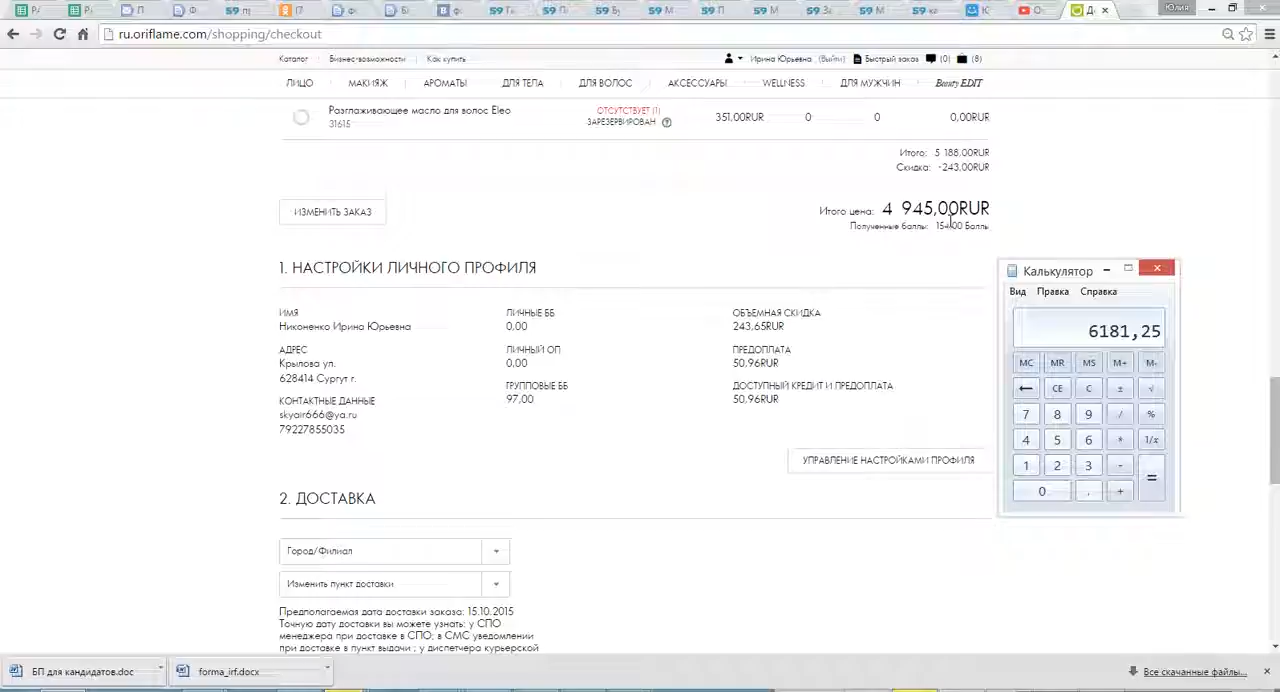 Юлия
ru.oriflame.com/shopping/checkout
Каталог Бизнес-возможности Как купить Ирина Юрьевна (Выйти) Быстрый заказ (0) (8)
ЛИЦО МАКИЯЖ АРОМАТЫ ДЛЯ ТЕЛА ДЛЯ ВОЛОС АКСЕССУАРЫ WELLNESS ДЛЯ МУЖЧИН Beauty EDIT
Разглаживающее масло для волос Eleo
31615
ОТСУТСТВУЕТ (1)
ЗАРЕЗЕРВИРОВАН
351,00RUR 0 0 0,00RUR
Итого: 5 188,00RUR
Скидка: -243,00RUR
ИЗМЕНИТЬ ЗАКАЗ
Итого цена: 4 945,00RUR
Полученные баллы: Баллы
1. НАСТРОЙКИ ЛИЧНОГО ПРОФИЛЯ
ИМЯ
Никоненко Ирина Юрьевна
АДРЕС
Крылова ул.
628414 Сургут г.
КОНТАКТНЫЕ ДАННЫЕ
skyair666@ya.ru
79227855035
ЛИЧНЫЕ ББ
0,00
ЛИЧНЫЙ ОП
0,00
ГРУППОВЫЕ ББ
97,00
ОБЪЕМНАЯ СКИДКА
243,65RUR
ПРЕДОПЛАТА
50,96RUR
ДОСТУПНЫЙ КРЕДИТ И ПРЕДОПЛАТА
50,96RUR
УПРАВЛЕНИЕ НАСТРОЙКАМИ ПРОФИЛЯ
2. ДОСТАВКА
Город/Филиал
Изменить пункт доставки
Предполагаемая дата доставки заказа: 15.10.2015
Точную дату доставки вы можете узнать: у СПО
менеджера при доставке в СПО; в СМС уведомлении
при доставке в пункт выдачи ; у диспетчера курьерской
Калькулятор
Вид Правка Справка
6181,25
MC MR MS M+ M-
← CE C ± √
7 8 9 / %
4 5 6 * 1/x
1 2 3 - =
0 , +
БП для кандидатов.doc
forma_irf.docx
Все скачанные файлы...